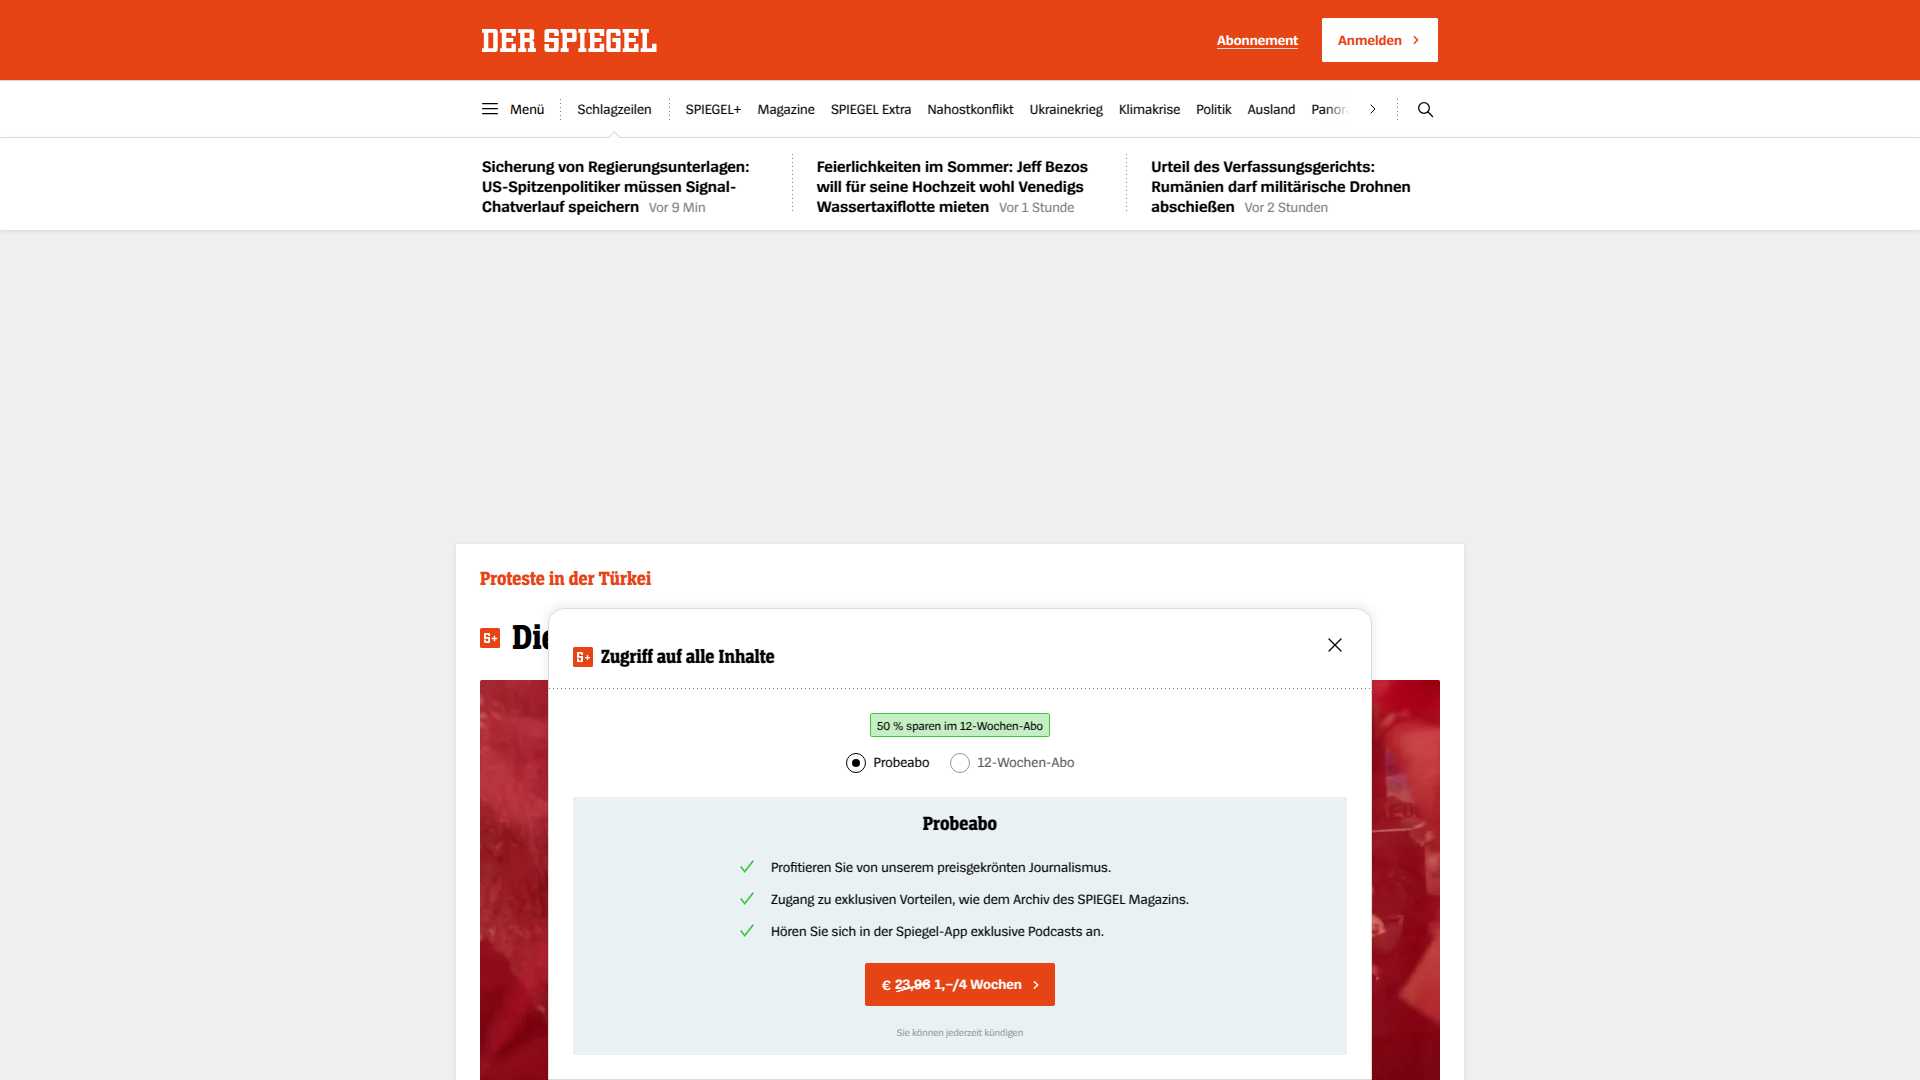 DER SPIEGEL
Abonnement
Anmelden
Menü
Schlagzeilen
SPIEGEL+
Magazine
SPIEGEL Extra
Nahostkonflikt
Ukrainekrieg
Klimakrise
Politik
Ausland
Panor
Sicherung von Regierungsunterlagen:
US-Spitzenpolitiker müssen Signal-
Chatverlauf speichern Vor 9 Min
Feierlichkeiten im Sommer: Jeff Bezos
will für seine Hochzeit wohl Venedigs
Wassertaxiflotte mieten Vor 1 Stunde
Urteil des Verfassungsgerichts:
Rumänien darf militärische Drohnen
abschießen Vor 2 Stunden
Proteste in der Türkei
S+ Die
S+ Zugriff auf alle Inhalte
50 % sparen im 12-Wochen-Abo
Probeabo
12-Wochen-Abo
Probeabo
Profitieren Sie von unserem preisgekrönten Journalismus.
Zugang zu exklusiven Vorteilen, wie dem Archiv des SPIEGEL Magazins.
Hören Sie sich in der Spiegel-App exklusive Podcasts an.
€ 23,96 1,–/4 Wochen
Sie können jederzeit kündigen